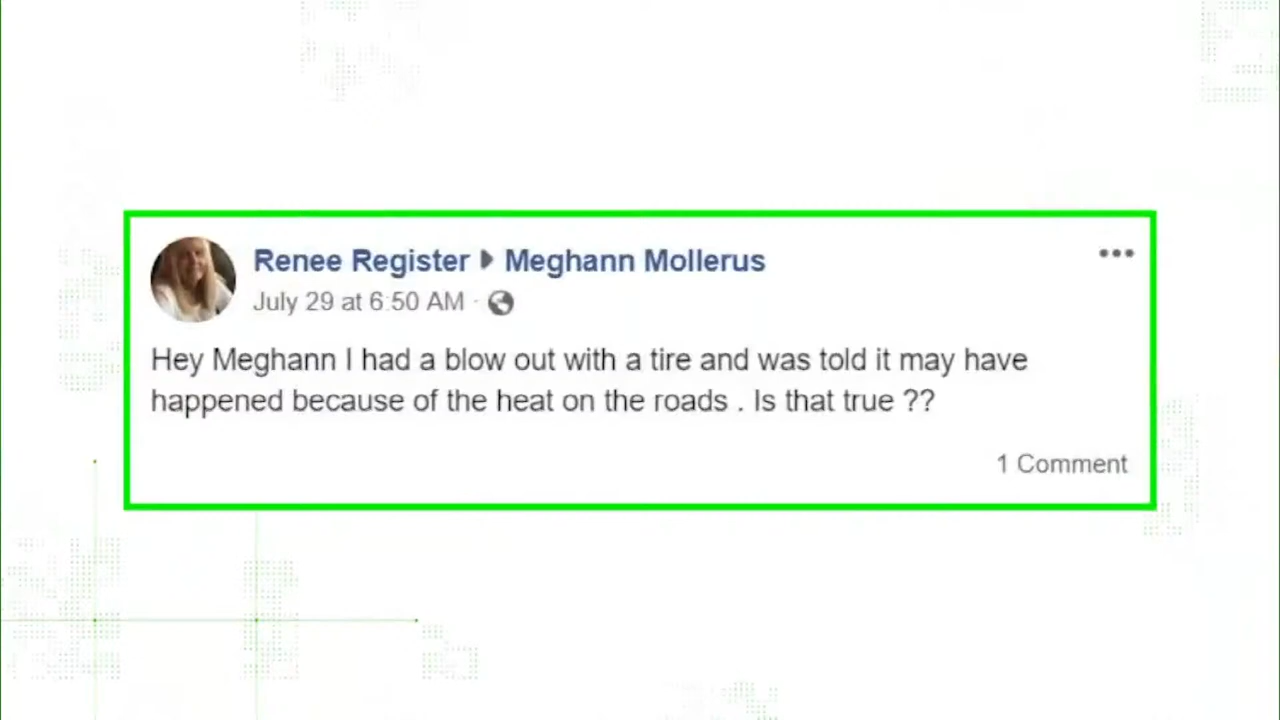 Renee Register ▶ Meghann Mollerus
July 29 at 6:50 AM ·
Hey Meghann I had a blow out with a tire and was told it may have
happened because of the heat on the roads . Is that true ??
1 Comment